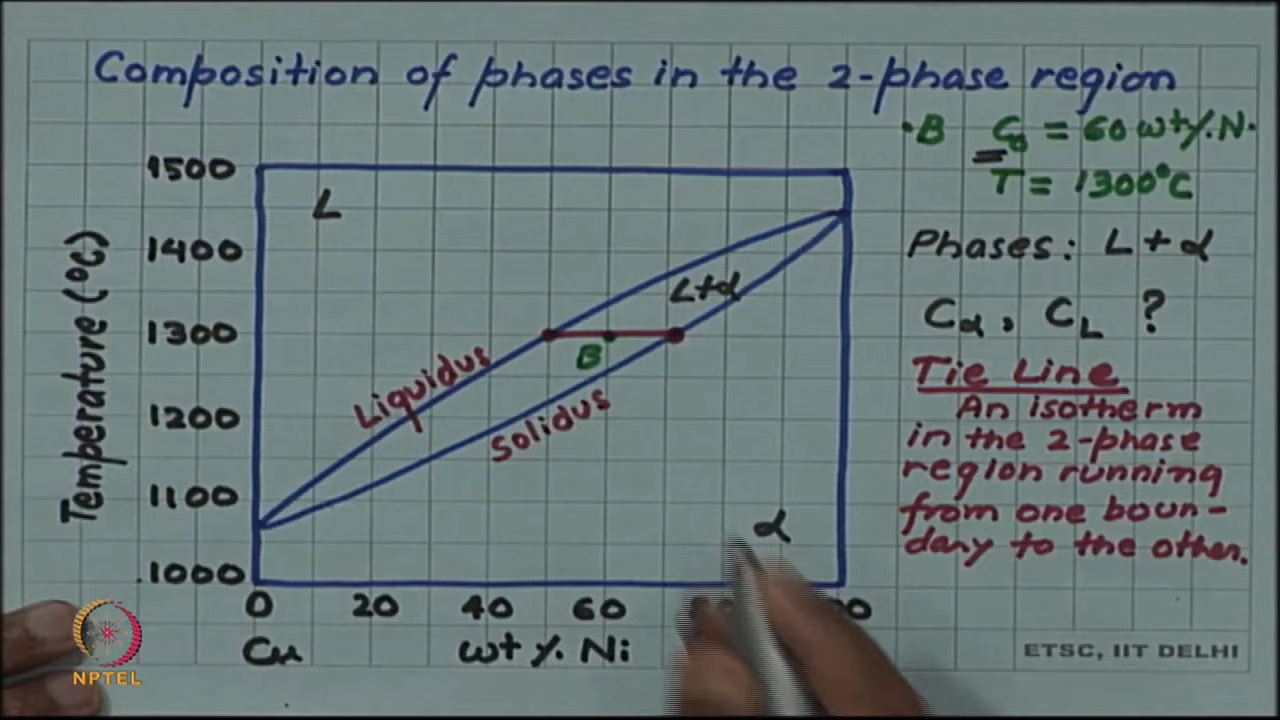 Composition of phases in the 2-phase region
•B C₀ = 60 wt%.Ni
T = 1300°C
Phases: L + α
Cα, CL ?
Tie Line
An isotherm
in the 2-phase
region running
from one boun-
dary to the other.
Temperature (°C)
1500
1400
1300
1200
1100
1000
L
L+α
B
Liquidus
Solidus
α
0 20 40 60
Cu wt %. Ni
NPTEL
ETSC, IIT DELHI